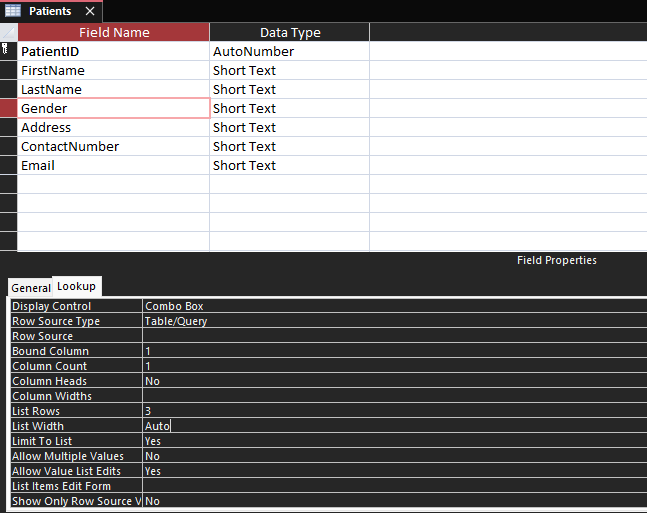 Patients
Field Name Data Type
PatientID AutoNumber
FirstName Short Text
LastName Short Text
Gender Short Text
Address Short Text
ContactNumber Short Text
Email Short Text
Field Properties
General Lookup
Display Control Combo Box
Row Source Type Table/Query
Row Source
Bound Column 1
Column Count 1
Column Heads No
Column Widths
List Rows 3
List Width Auto
Limit To List Yes
Allow Multiple Values No
Allow Value List Edits Yes
List Items Edit Form
Show Only Row Source V No